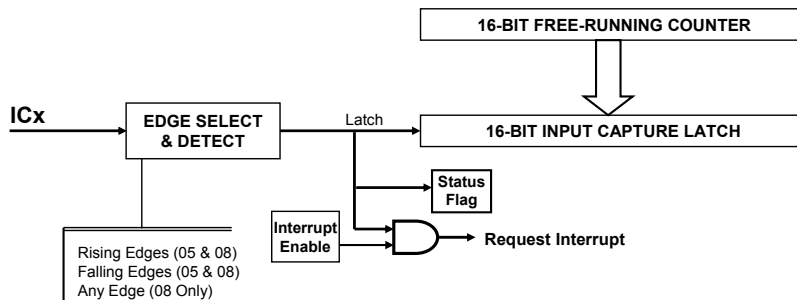 16-BIT FREE-RUNNING COUNTER
ICx
EDGE SELECT
& DETECT
Latch
16-BIT INPUT CAPTURE LATCH
Status
Flag
Interrupt
Enable
Request Interrupt
Rising Edges (05 & 08)
Falling Edges (05 & 08)
Any Edge (08 Only)